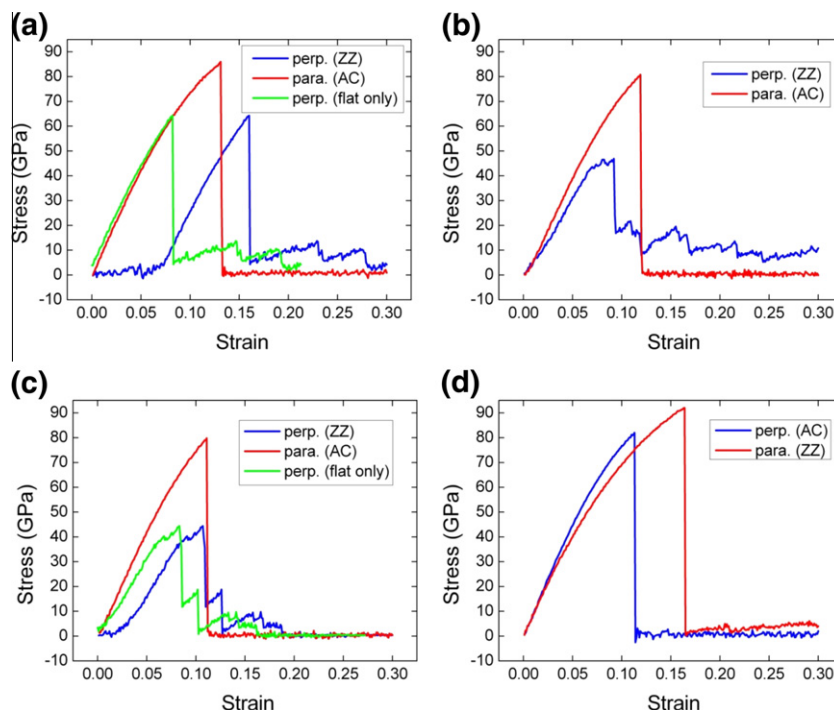 (a)
90
80
70
60
50
40
30
20
10
0
-10
Stress (GPa)
perp. (ZZ)
para. (AC)
perp. (flat only)
0.00 0.05 0.10 0.15 0.20 0.25 0.30
Strain
(b)
90
80
70
60
50
40
30
20
10
0
-10
Stress (GPa)
perp. (ZZ)
para. (AC)
0.00 0.05 0.10 0.15 0.20 0.25 0.30
Strain
(c)
90
80
70
60
50
40
30
20
10
0
-10
Stress (GPa)
perp. (ZZ)
para. (AC)
perp. (flat only)
0.00 0.05 0.10 0.15 0.20 0.25 0.30
Strain
(d)
90
80
70
60
50
40
30
20
10
0
-10
Stress (GPa)
perp. (AC)
para. (ZZ)
0.00 0.05 0.10 0.15 0.20 0.25 0.30
Strain